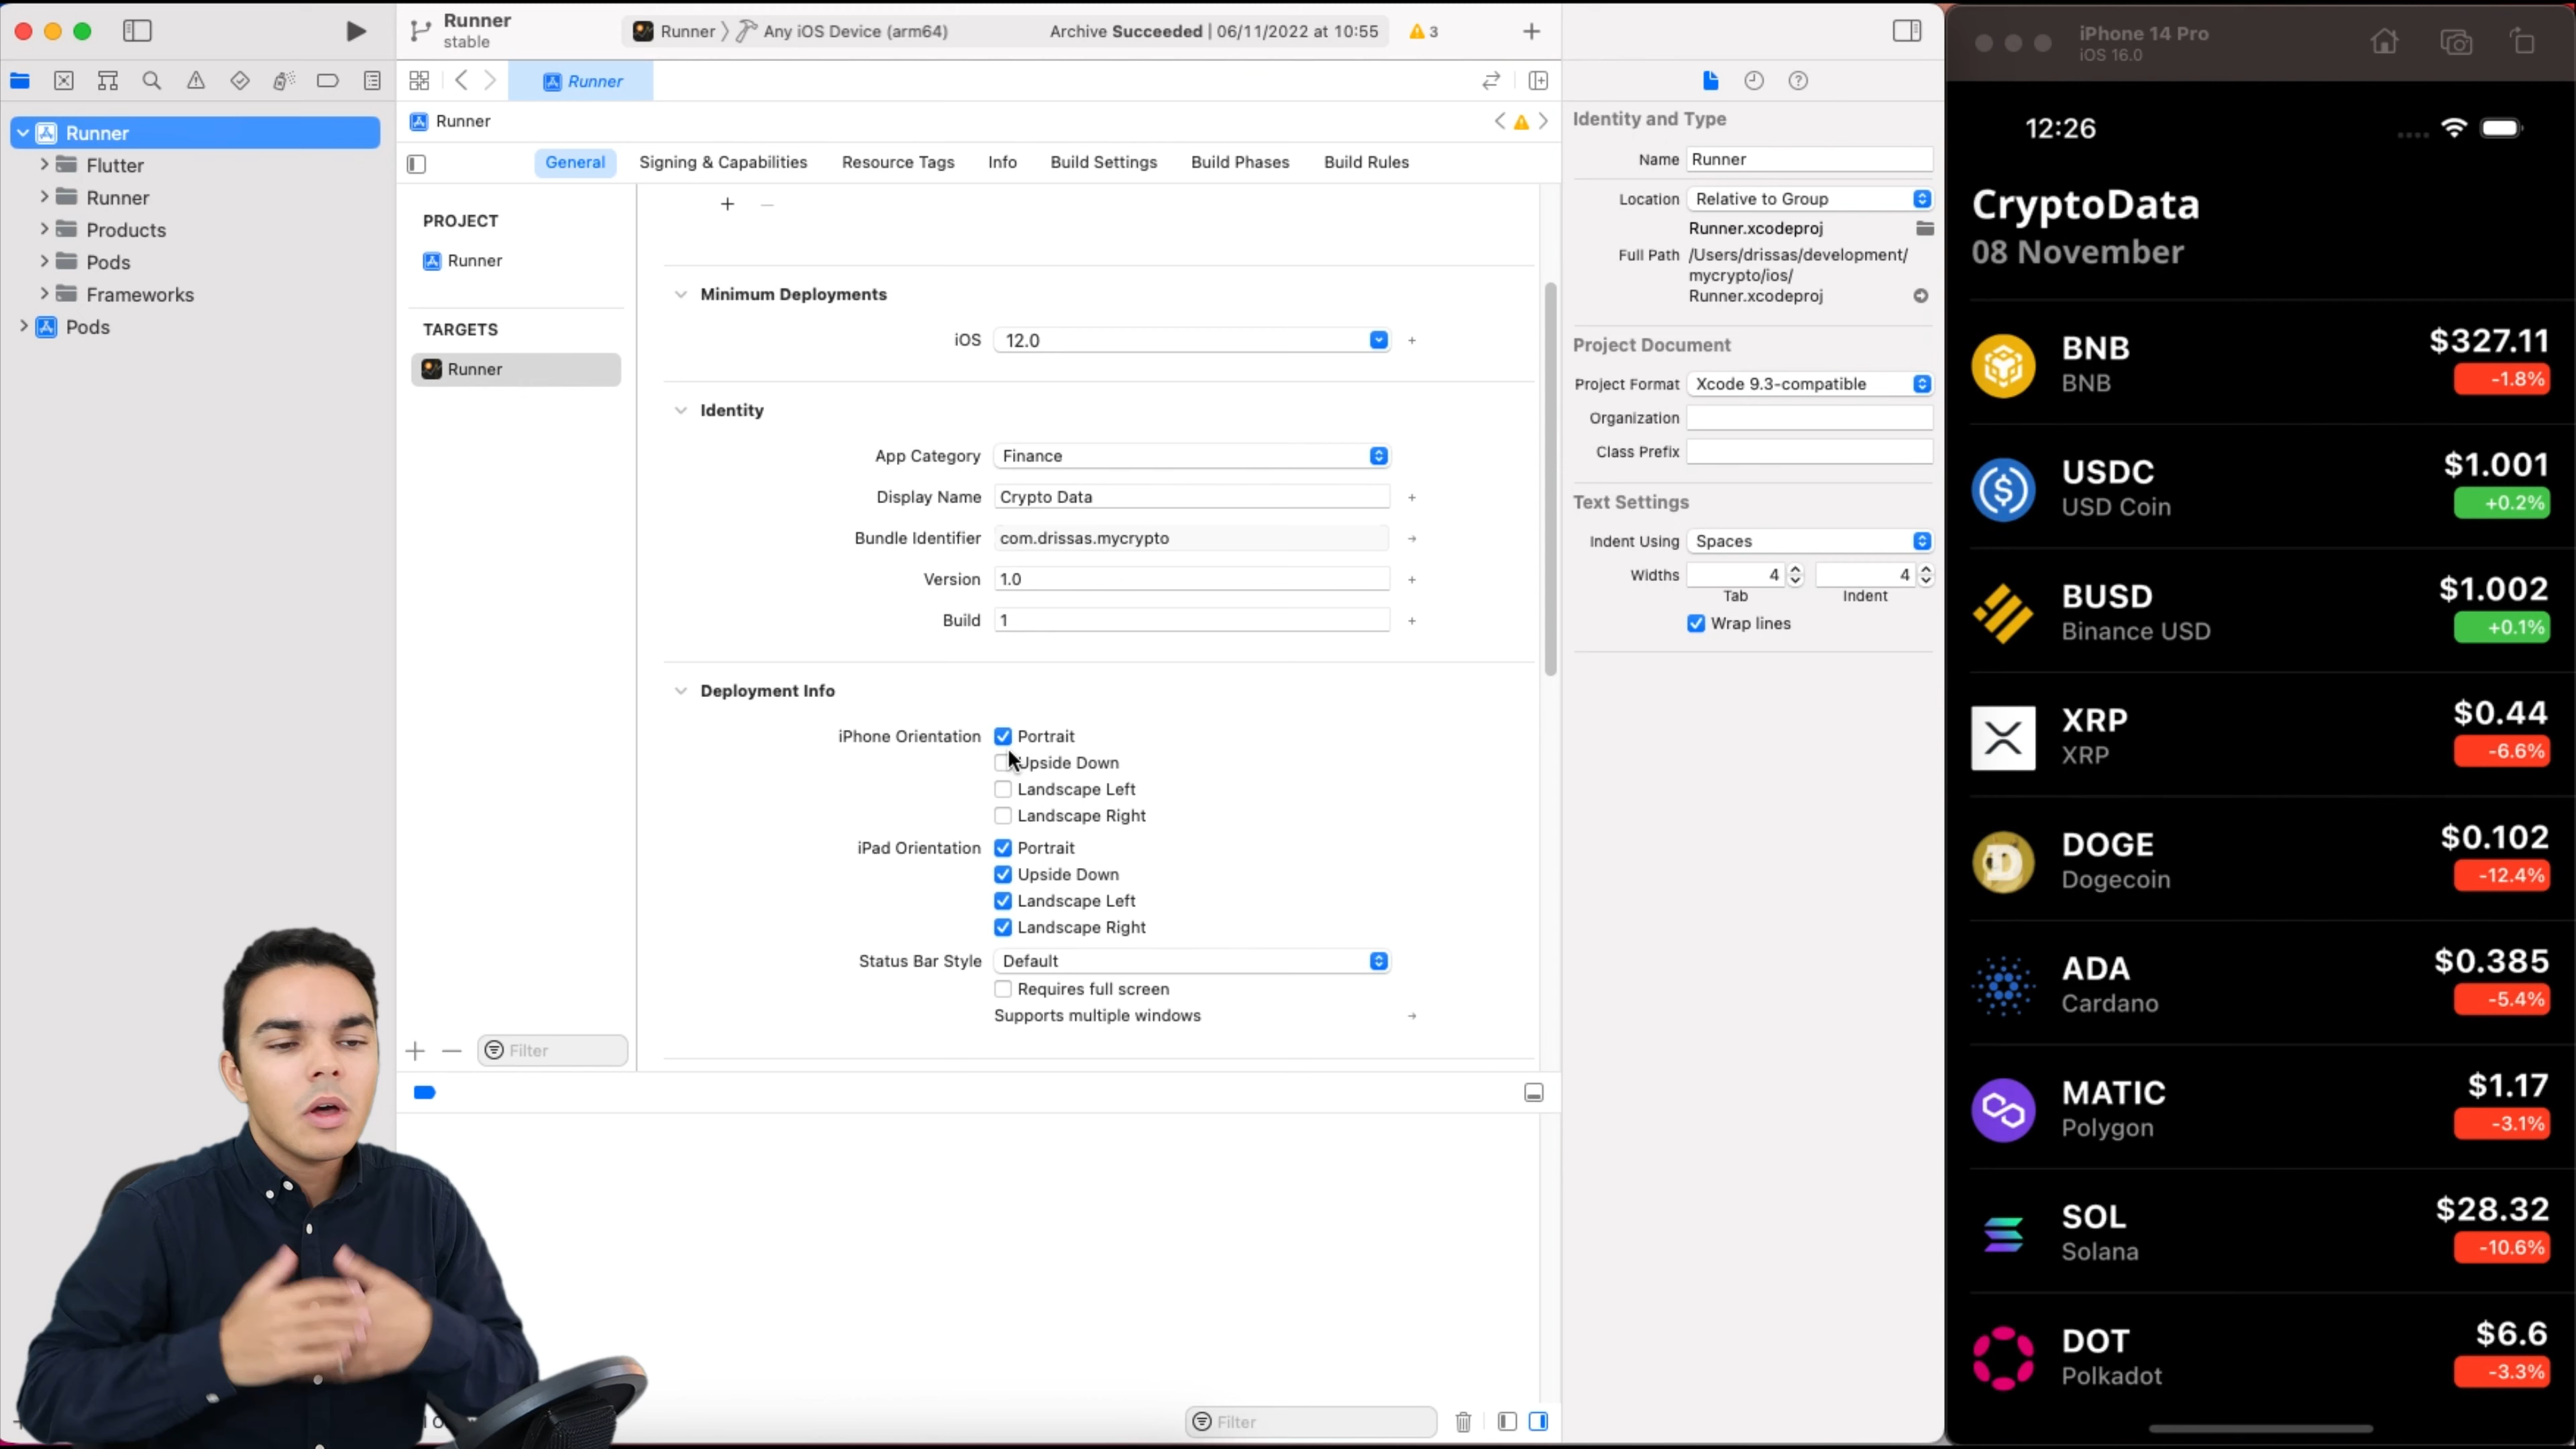 Runner
stable
Runner
Any iOS Device (arm64)
Archive Succeeded | 06/11/2022 at 10:55
3
Runner
Runner
General
Signing & Capabilities
Resource Tags
Info
Build Settings
Build Phases
Build Rules
Runner
Flutter
Runner
Products
Pods
Frameworks
Pods
PROJECT
Runner
TARGETS
Runner
Filter
Minimum Deployments
iOS 12.0
Identity
App Category Finance
Display Name Crypto Data
Bundle Identifier com.drissas.mycrypto
Version 1.0
Build 1
Deployment Info
iPhone Orientation Portrait
Upside Down
Landscape Left
Landscape Right
iPad Orientation Portrait
Upside Down
Landscape Left
Landscape Right
Status Bar Style Default
Requires full screen
Supports multiple windows
Filter
Identity and Type
Name Runner
Location Relative to Group
Runner.xcodeproj
Full Path /Users/drissas/development/
mycrypto/ios/
Runner.xcodeproj
Project Document
Project Format Xcode 9.3-compatible
Organization
Class Prefix
Text Settings
Indent Using Spaces
Widths 4 4
Tab Indent
Wrap lines
iPhone 14 Pro
iOS 16.0
12:26
CryptoData
08 November
BNB $327.11
BNB -1.8%
USDC $1.001
USD Coin +0.2%
BUSD $1.002
Binance USD +0.1%
XRP $0.44
XRP -6.6%
DOGE $0.102
Dogecoin -12.4%
ADA $0.385
Cardano -5.4%
MATIC $1.17
Polygon -3.1%
SOL $28.32
Solana -10.6%
DOT $6.6
Polkadot -3.3%